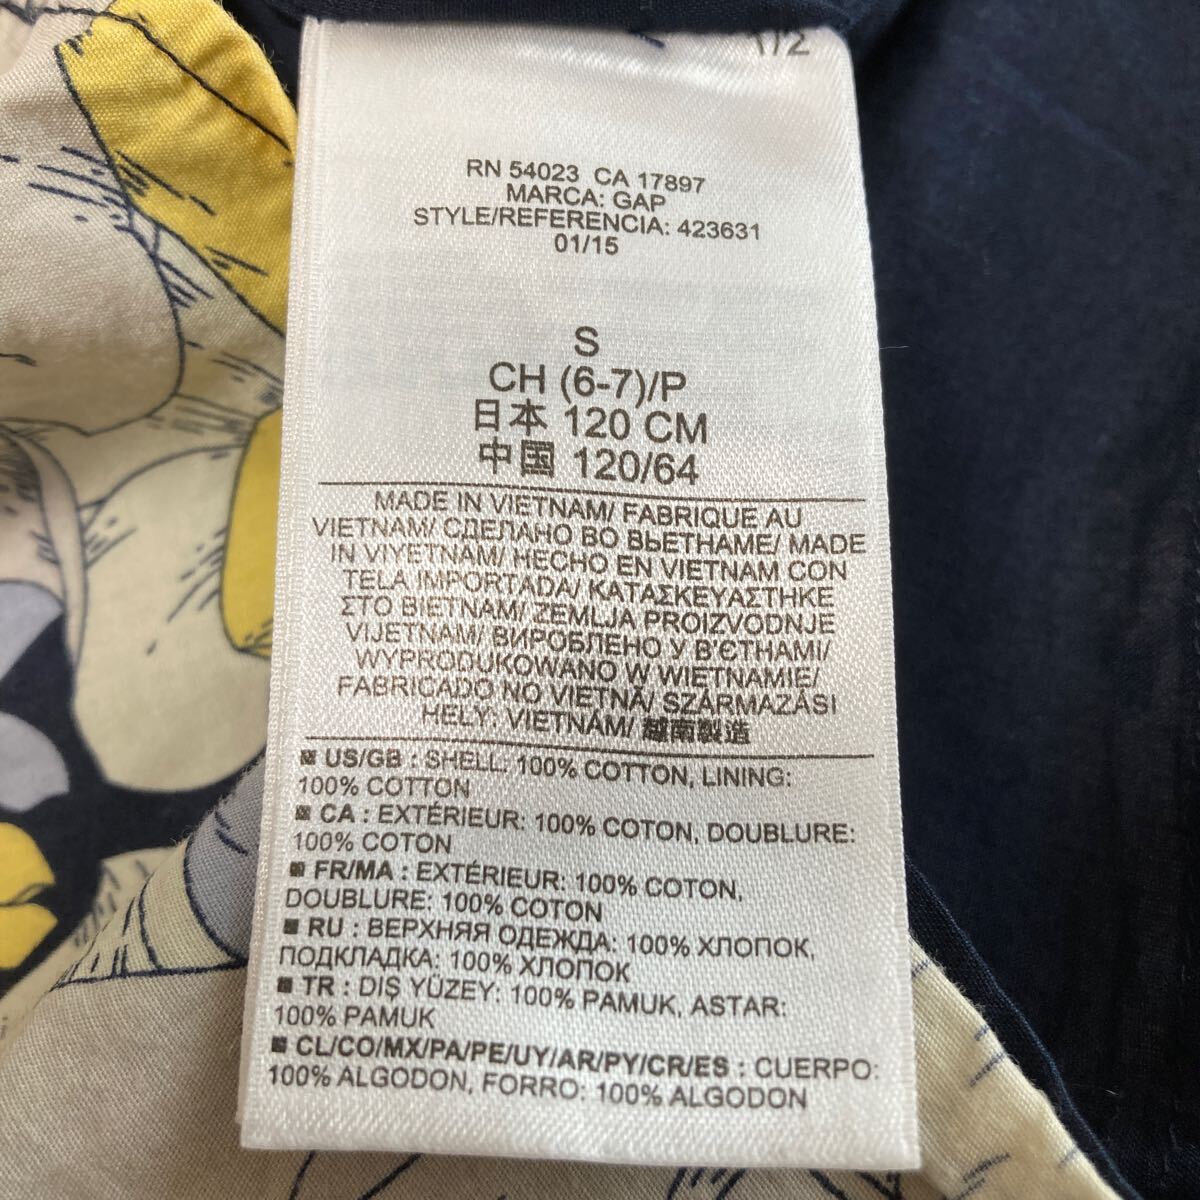 1/2
RN 54023 CA 17897
MARCA: GAP
STYLE/REFERENCIA: 423631
01/15
S
CH (6-7)/P
日本 120 CM
中国 120/64
MADE IN VIETNAM/ FABRIQUE AU
VIETNAM/ СДЕЛАНО ВО ВЬЕТНАМЕ/ MADE
IN VIYETNAM/ HECHO EN VIETNAM CON
TELA IMPORTADA/ ΚΑΤΑΣΚΕΥΑΣΤΗΚΕ
ΣΤΟ ΒΙΕΤΝΑΜ/ ZEMLJA PROIZVODNJE
VIJETNAM/ ВИРОБЛЕНО У В'ЄТНАМІ/
WYPRODUKOWANO W WIETNAMIE/
FABRICADO NO VIETNÃ/ SZÁRMAZÁSI
HELY: VIETNÁM/ 越南製造
■ US/GB : SHELL: 100% COTTON, LINING:
100% COTTON
■ CA : EXTÉRIEUR: 100% COTON, DOUBLURE:
100% COTON
■ FR/MA : EXTÉRIEUR: 100% COTON,
DOUBLURE: 100% COTON
■ RU : ВЕРХНЯЯ ОДЕЖДА: 100% ХЛОПОК,
ПОДКЛАДКА: 100% ХЛОПОК
■ TR : DIŞ YÜZEY: 100% PAMUK, ASTAR:
100% PAMUK
■ CL/CO/MX/PA/PE/UY/AR/PY/CR/ES : CUERPO:
100% ALGODON, FORRO: 100% ALGODON